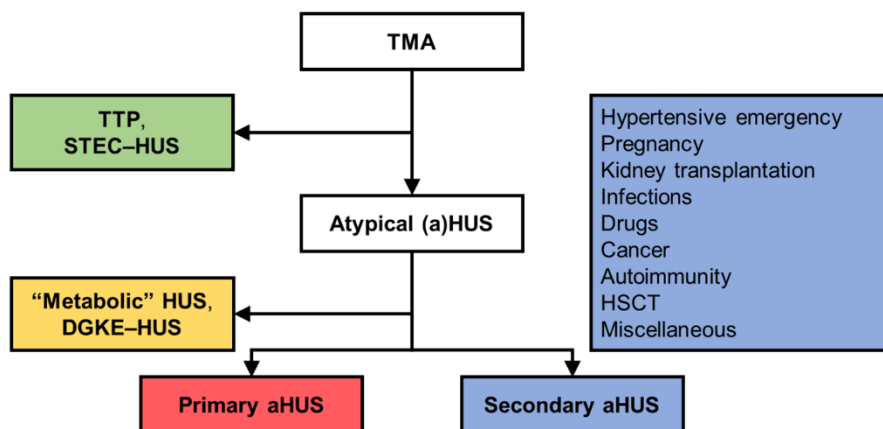 TMA
TTP,
STEC–HUS
Atypical (a)HUS
“Metabolic” HUS,
DGKE–HUS
Primary aHUS
Secondary aHUS
Hypertensive emergency
Pregnancy
Kidney transplantation
Infections
Drugs
Cancer
Autoimmunity
HSCT
Miscellaneous